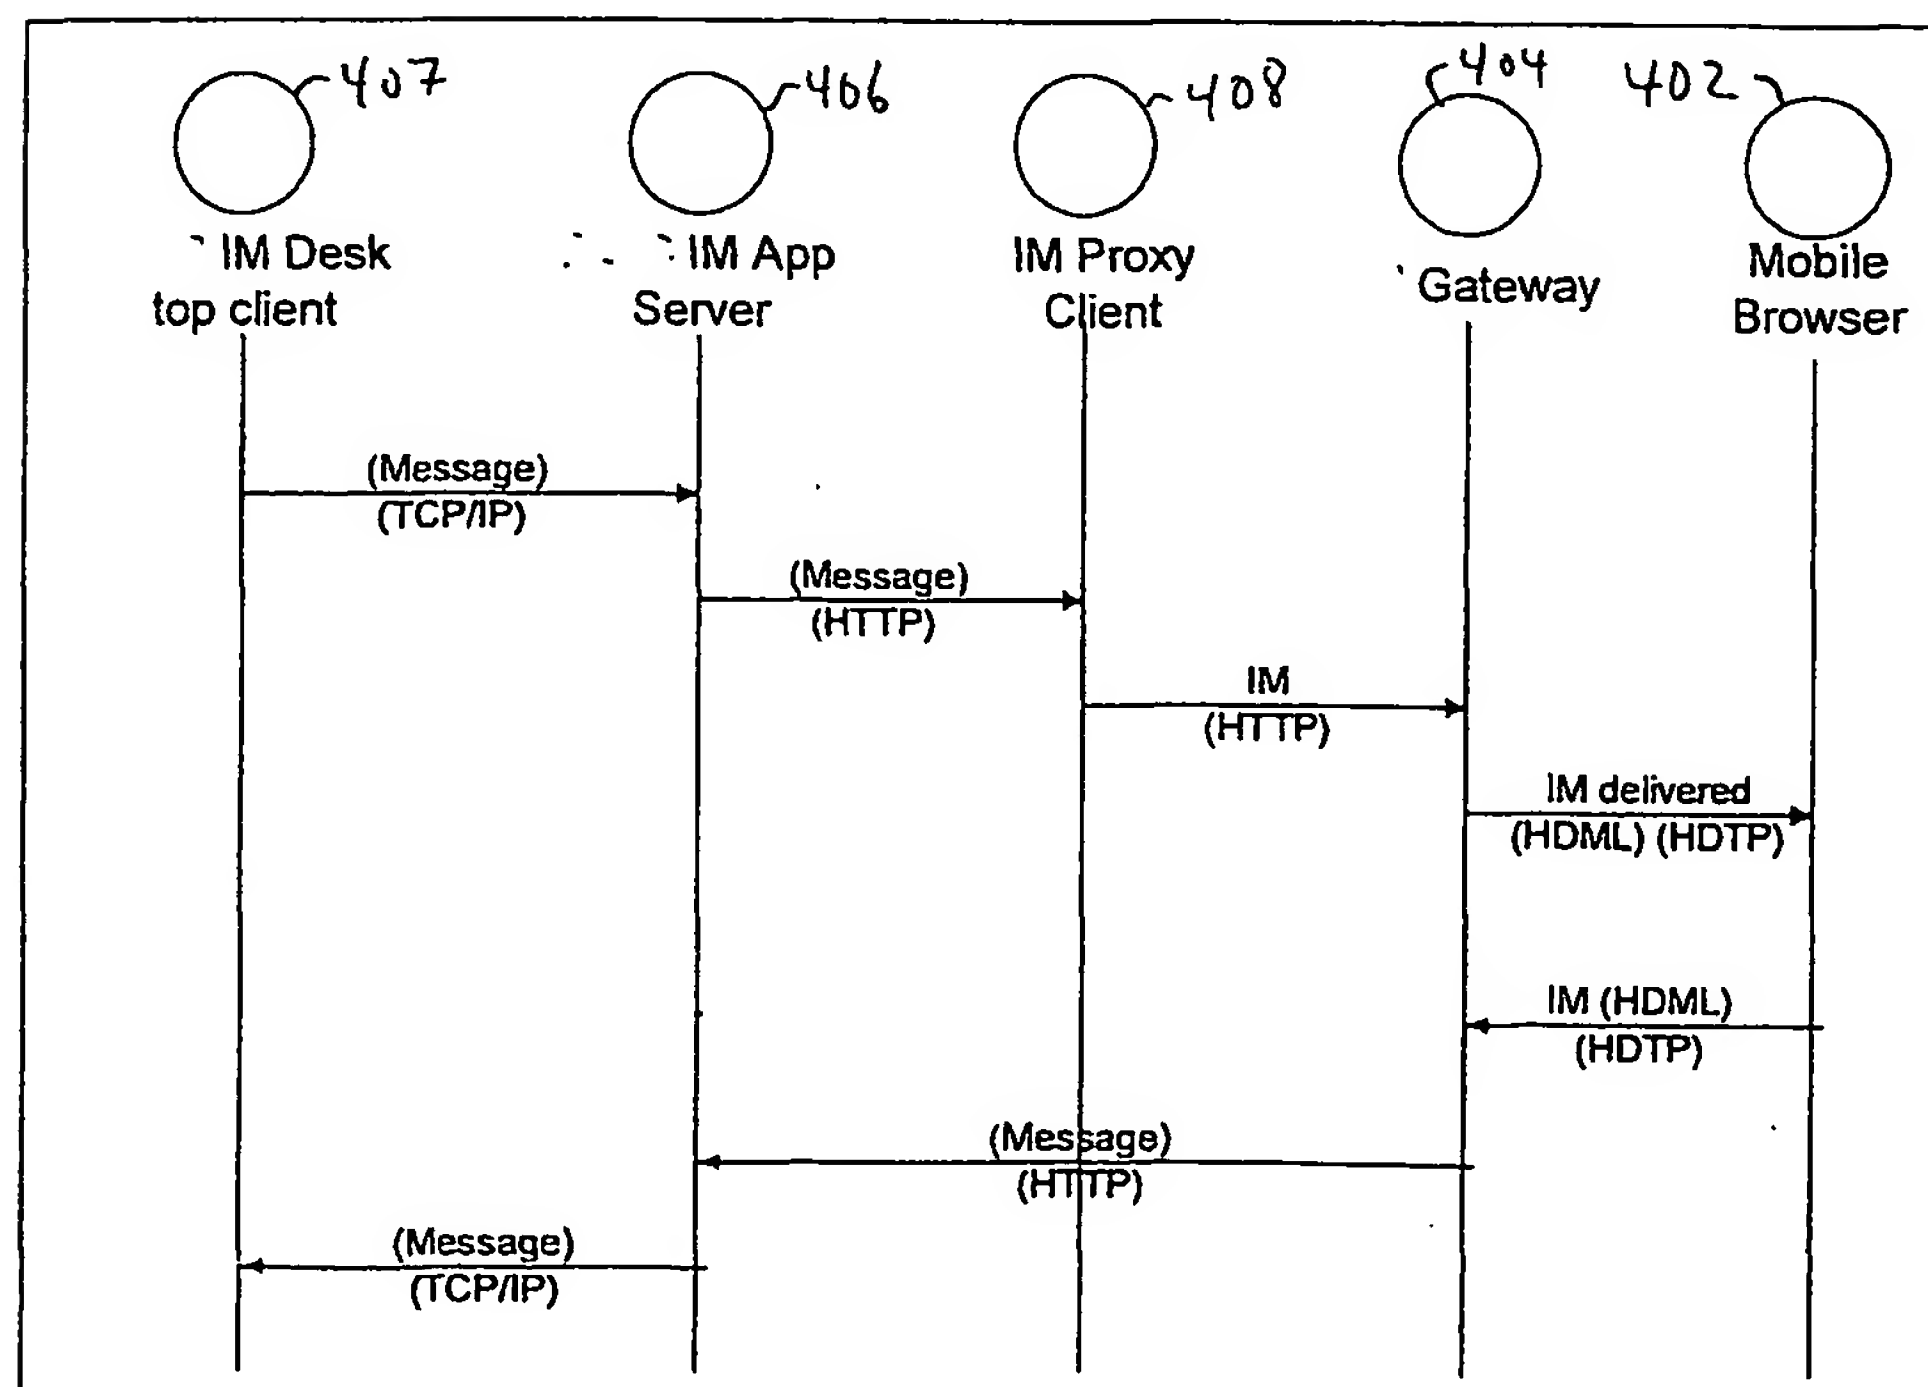 407
406
408
404
402
IM Desk
top client
IM App
Server
IM Proxy
Client
Gateway
Mobile
Browser
(Message)
(TCP/IP)
(Message)
(HTTP)
IM
(HTTP)
IM delivered
(HDML) (HDTP)
IM (HDML)
(HDTP)
(Message)
(HTTP)
(Message)
(TCP/IP)